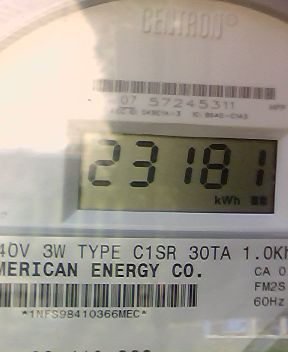 CENTRON®
07 57245311
23181
kWh
40V 3W TYPE C1SR 30TA 1.0Kh
MERICAN ENERGY CO.
CA 0
FM2S
60Hz
*1NFS98410366MEC*